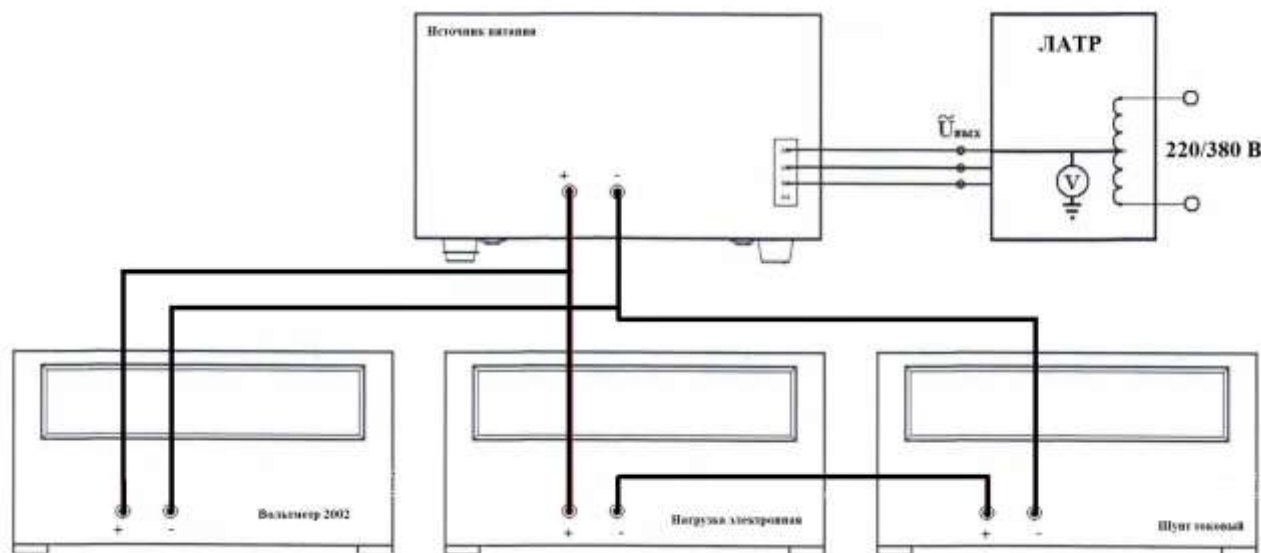 Источник питания
ЛАТР
Ũвых
220/380 В
+ -
V
Вольтметр 2002
+ -
Нагрузка электронная
+ -
Шунт токовый
+ -